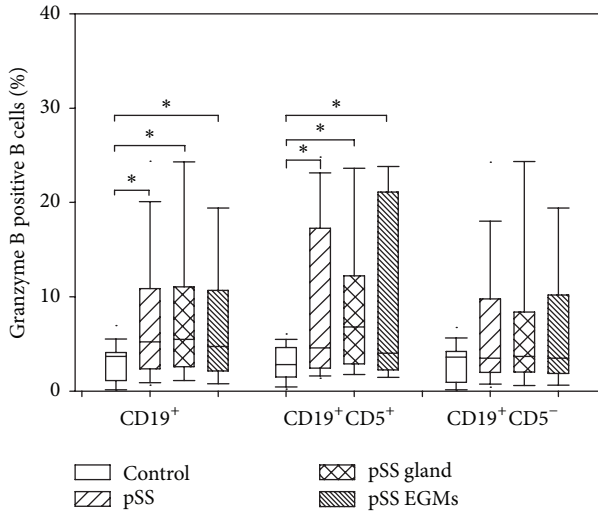 Granzyme B positive B cells (%)
40
30
20
10
0
*
*
*
*
*
*
CD19⁺
CD19⁺CD5⁺
CD19⁺CD5⁻
Control
pSS
pSS gland
pSS EGMs